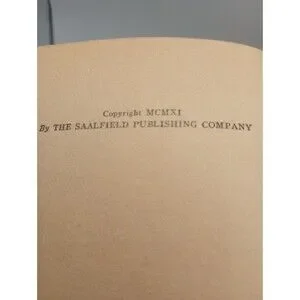 Copyright MCMXI
By THE SAALFIELD PUBLISHING COMPANY